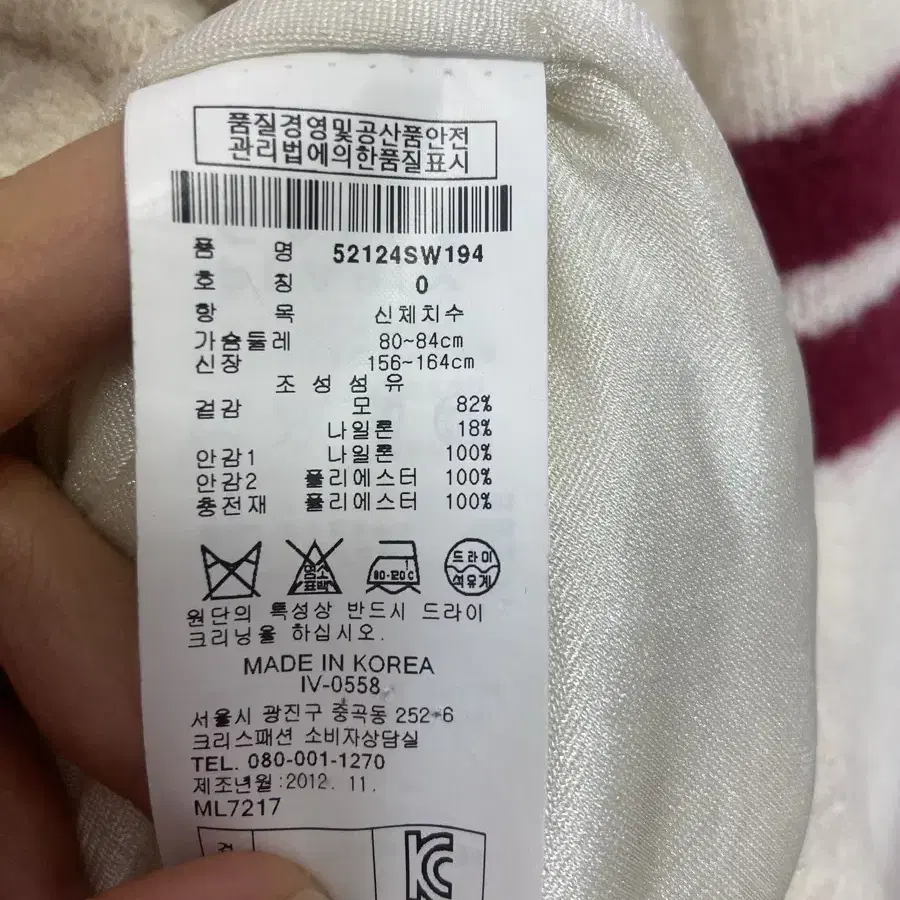 품질경영및공산품안전
관리법에의한품질표시
품 명 52124SW194
호 칭 0
항 목 신체치수
가슴둘레 80~84cm
신장 156~164cm
조성섬유
겉감 모 82%
나일론 18%
안감1 나일론 100%
안감2 폴리에스터 100%
충전재 폴리에스터 100%
염소 표백
80-120℃
드라이
석유계
원단의 특성상 반드시 드라이
크리닝을 하십시오.
MADE IN KOREA
IV-0558
서울시 광진구 중곡동 252-6
크리스패션 소비자상담실
TEL. 080-001-1270
제조년월:2012. 11.
ML7217
KC